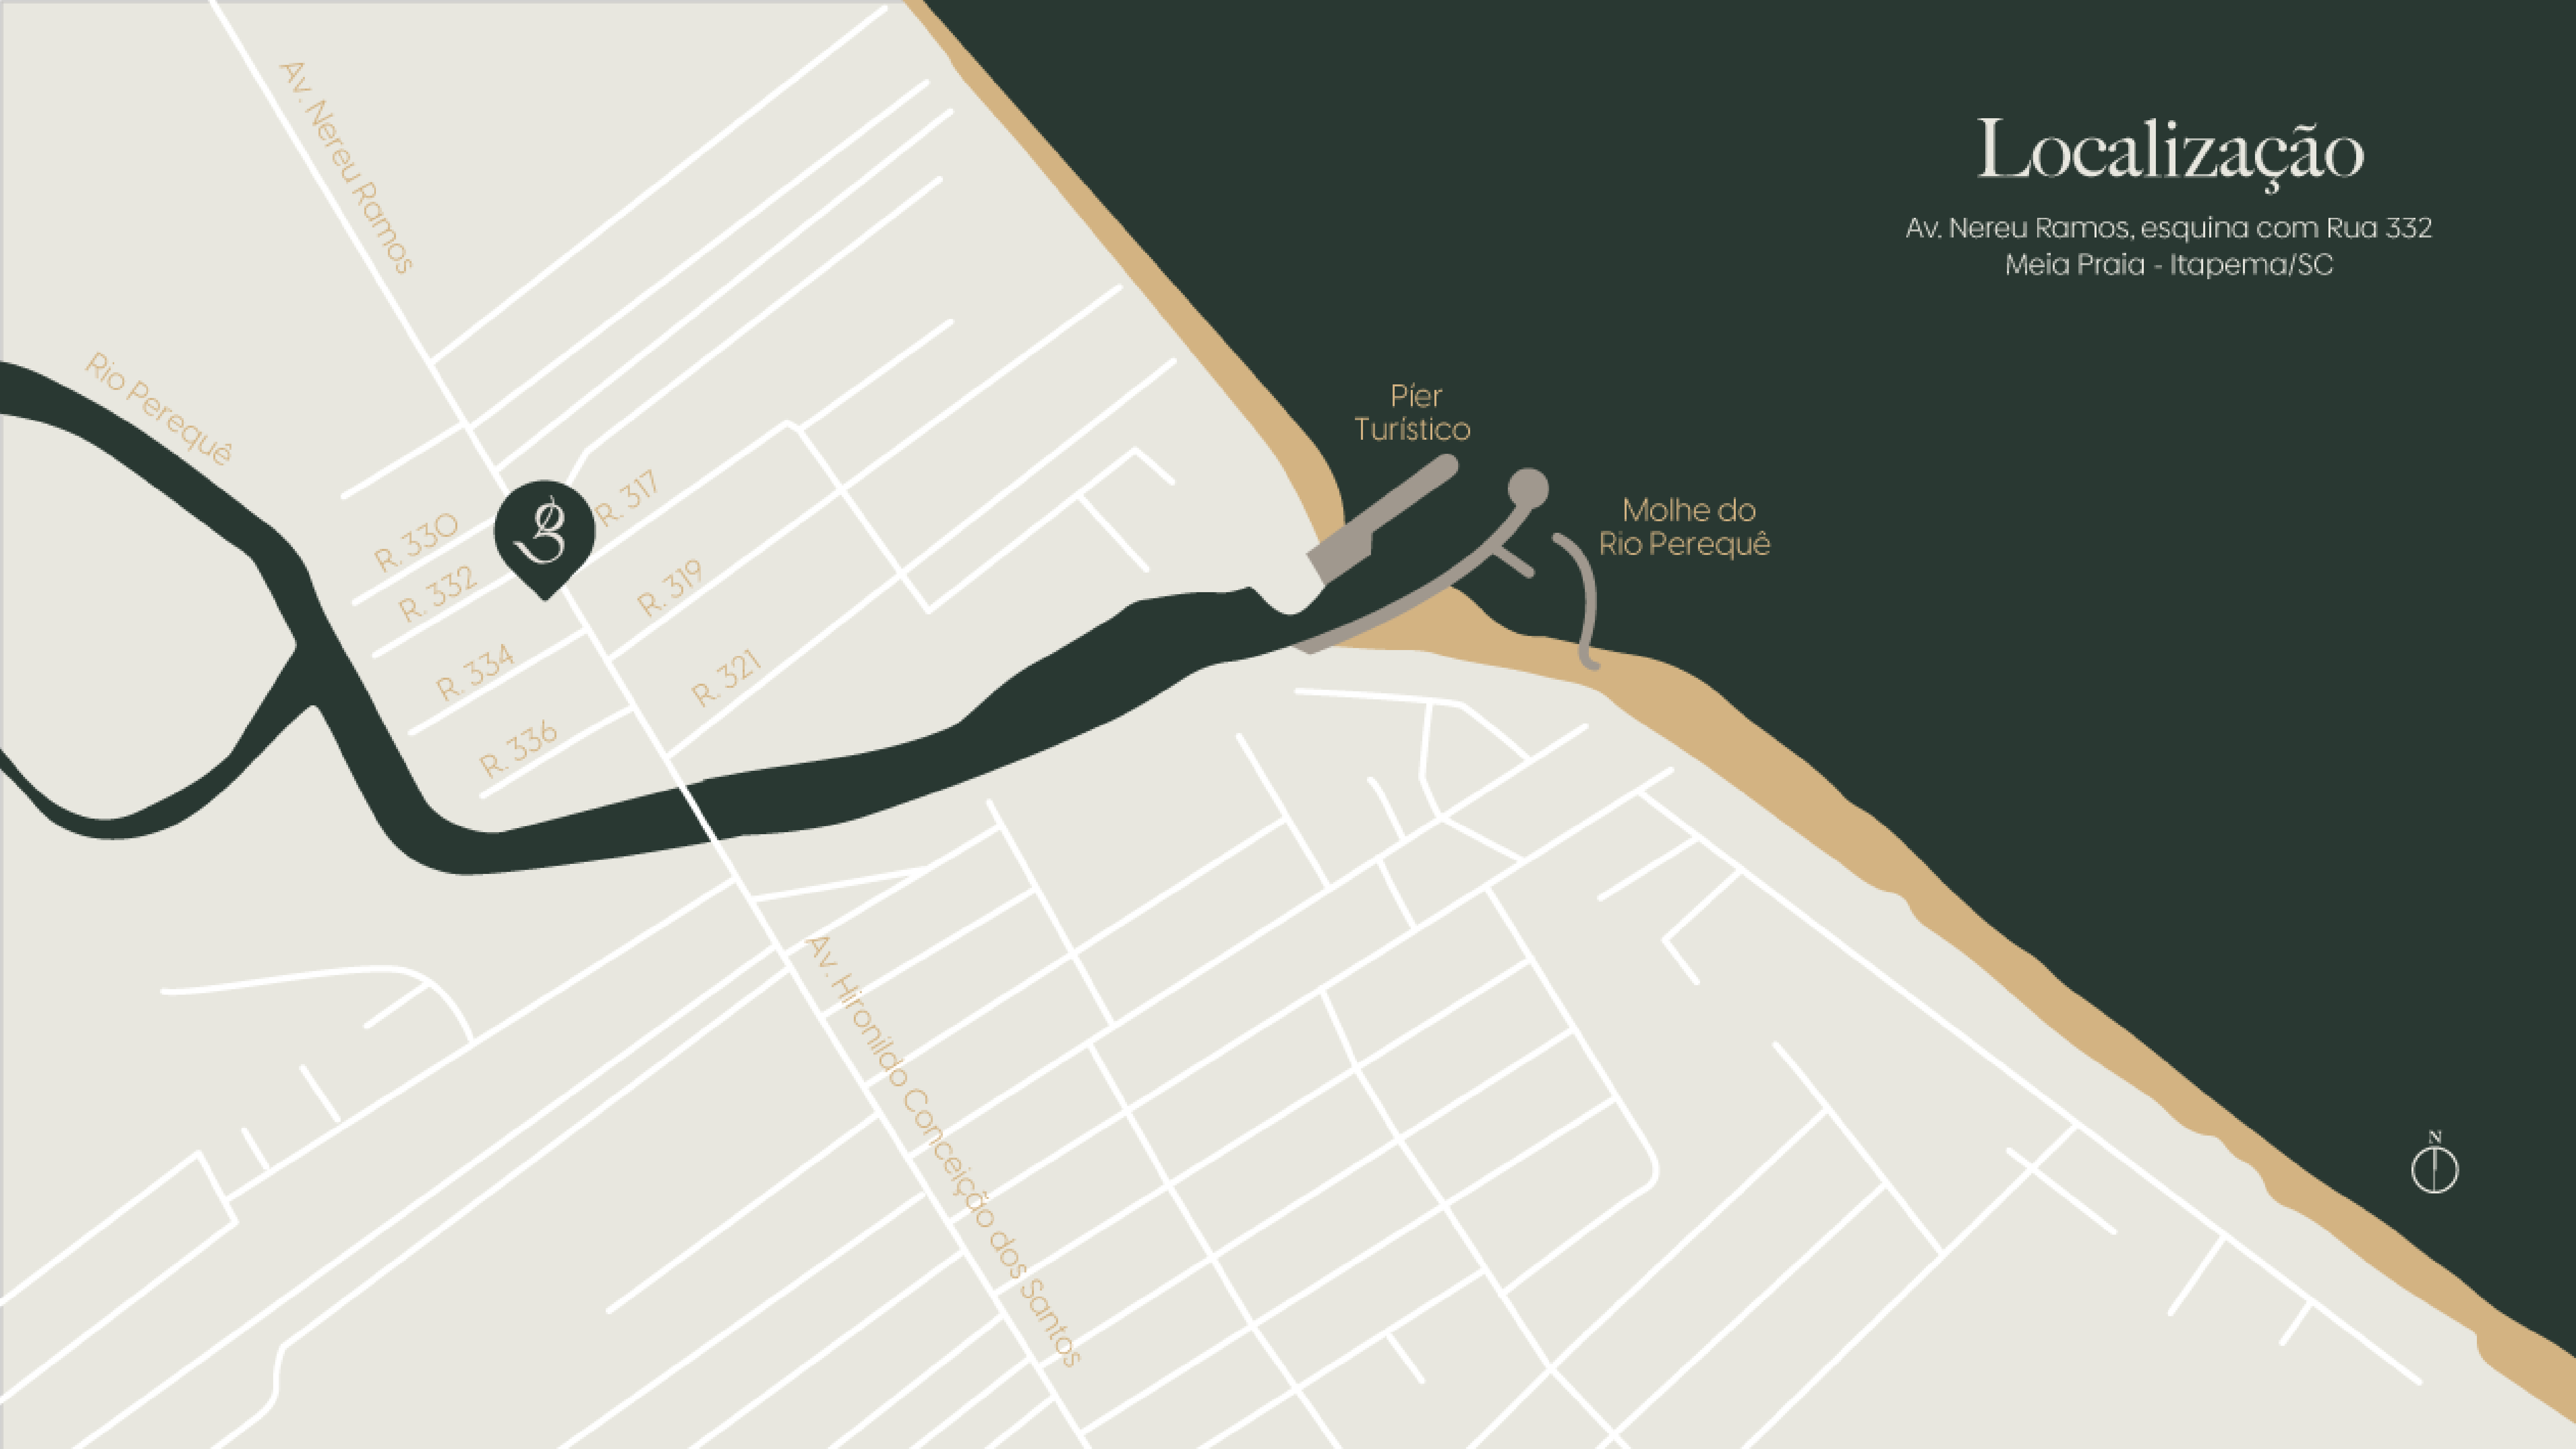 Localização
Av. Nereu Ramos, esquina com Rua 332
Meia Praia - Itapema/SC
Av. Nereu Ramos
Rio Perequê
Píer
Turístico
Molhe do
Rio Perequê
R. 317
R. 330
R. 332
R. 319
R. 334
R. 321
R. 336
Av. Hironildo Conceição dos Santos
N